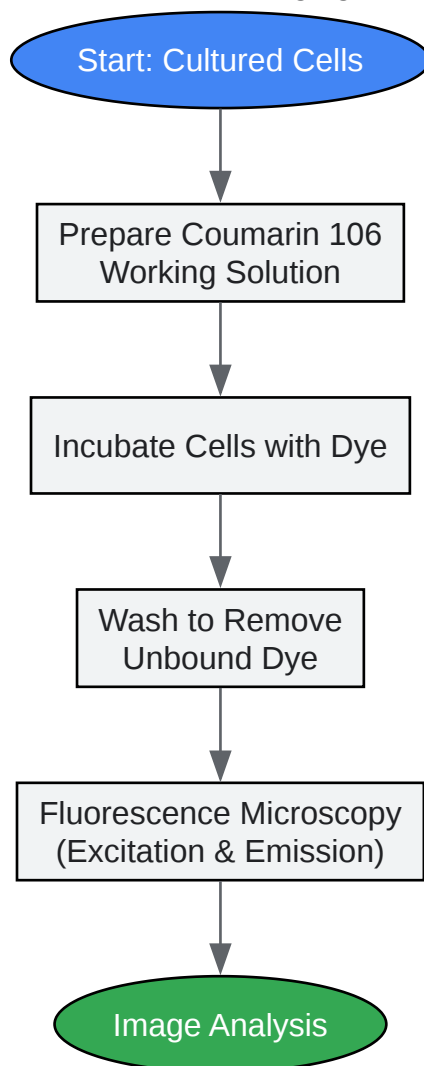 Start: Cultured Cells
Prepare Coumarin 106
Working Solution
Incubate Cells with Dye
Wash to Remove
Unbound Dye
Fluorescence Microscopy
(Excitation & Emission)
Image Analysis